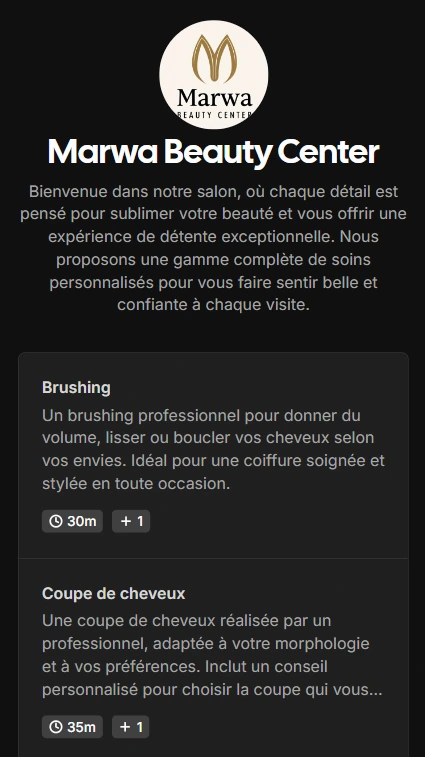 Marwa
BEAUTY CENTER
Marwa Beauty Center
Bienvenue dans notre salon, où chaque détail est
pensé pour sublimer votre beauté et vous offrir une
expérience de détente exceptionnelle. Nous
proposons une gamme complète de soins
personnalisés pour vous faire sentir belle et
confiante à chaque visite.
Brushing
Un brushing professionnel pour donner du
volume, lisser ou boucler vos cheveux selon
vos envies. Idéal pour une coiffure soignée et
stylée en toute occasion.
30m + 1
Coupe de cheveux
Une coupe de cheveux réalisée par un
professionnel, adaptée à votre morphologie
et à vos préférences. Inclut un conseil
personnalisé pour choisir la coupe qui vous...
35m + 1